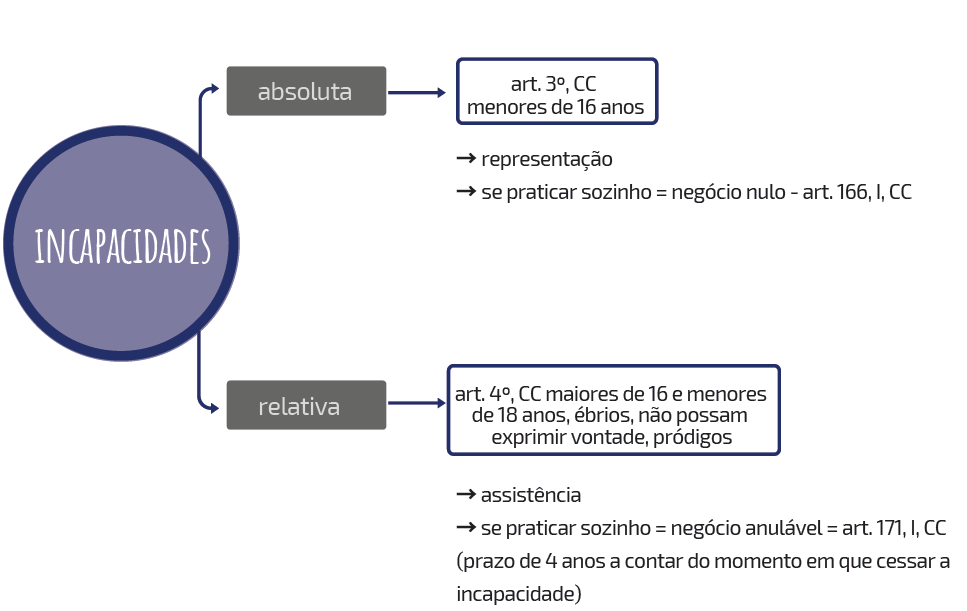 INCAPACIDADES
absoluta
art. 3º, CC
menores de 16 anos
→ representação
→ se praticar sozinho = negócio nulo - art. 166, I, CC
relativa
art. 4º, CC maiores de 16 e menores
de 18 anos, ébrios, não possam
exprimir vontade, pródigos
→ assistência
→ se praticar sozinho = negócio anulável = art. 171, I, CC
(prazo de 4 anos a contar do momento em que cessar a
incapacidade)